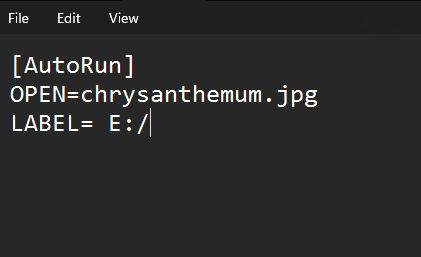 File Edit View
[AutoRun]
OPEN=chrysanthemum.jpg
LABEL= E:/